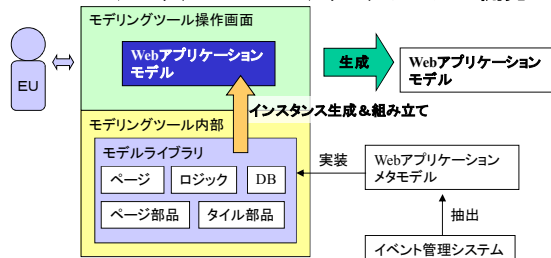 モデリングツール操作画面
Webアプリケーション
モデル
EU
生成
Webアプリケーション
モデル
インスタンス生成＆組み立て
モデリングツール内部
モデルライブラリ
ページ
ロジック
DB
ページ部品
タイル部品
実装
Webアプリケーション
メタモデル
抽出
イベント管理システム